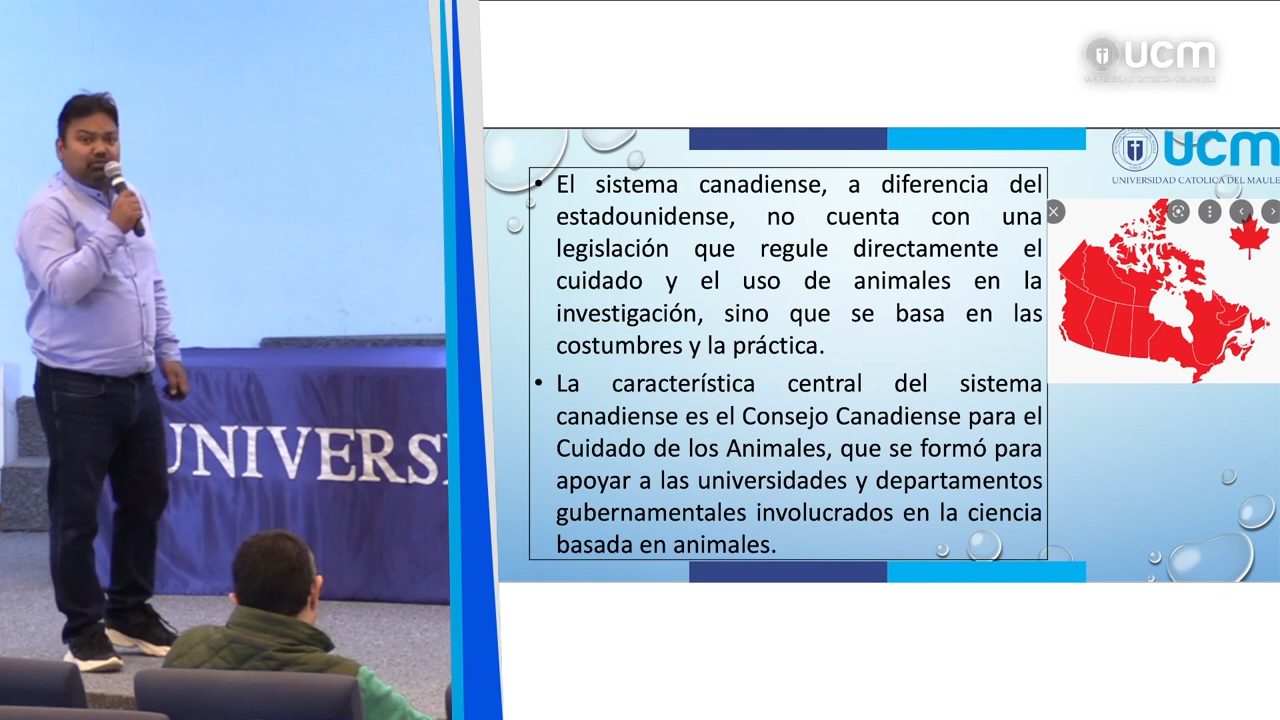 ucm
UNIVERS
ucm
UNIVERSIDAD CATOLICA DEL MAULE
• El sistema canadiense, a diferencia del
estadounidense, no cuenta con una
legislación que regule directamente el
cuidado y el uso de animales en la
investigación, sino que se basa en las
costumbres y la práctica.
• La característica central del sistema
canadiense es el Consejo Canadiense para el
Cuidado de los Animales, que se formó para
apoyar a las universidades y departamentos
gubernamentales involucrados en la ciencia
basada en animales.